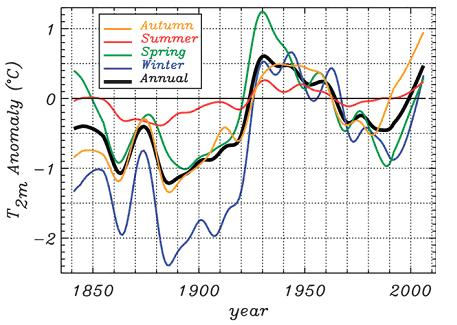 Autumn
Summer
Spring
Winter
Annual
1
0
-1
-2
T2m Anomaly (°C)
1850 1900 1950 2000
year